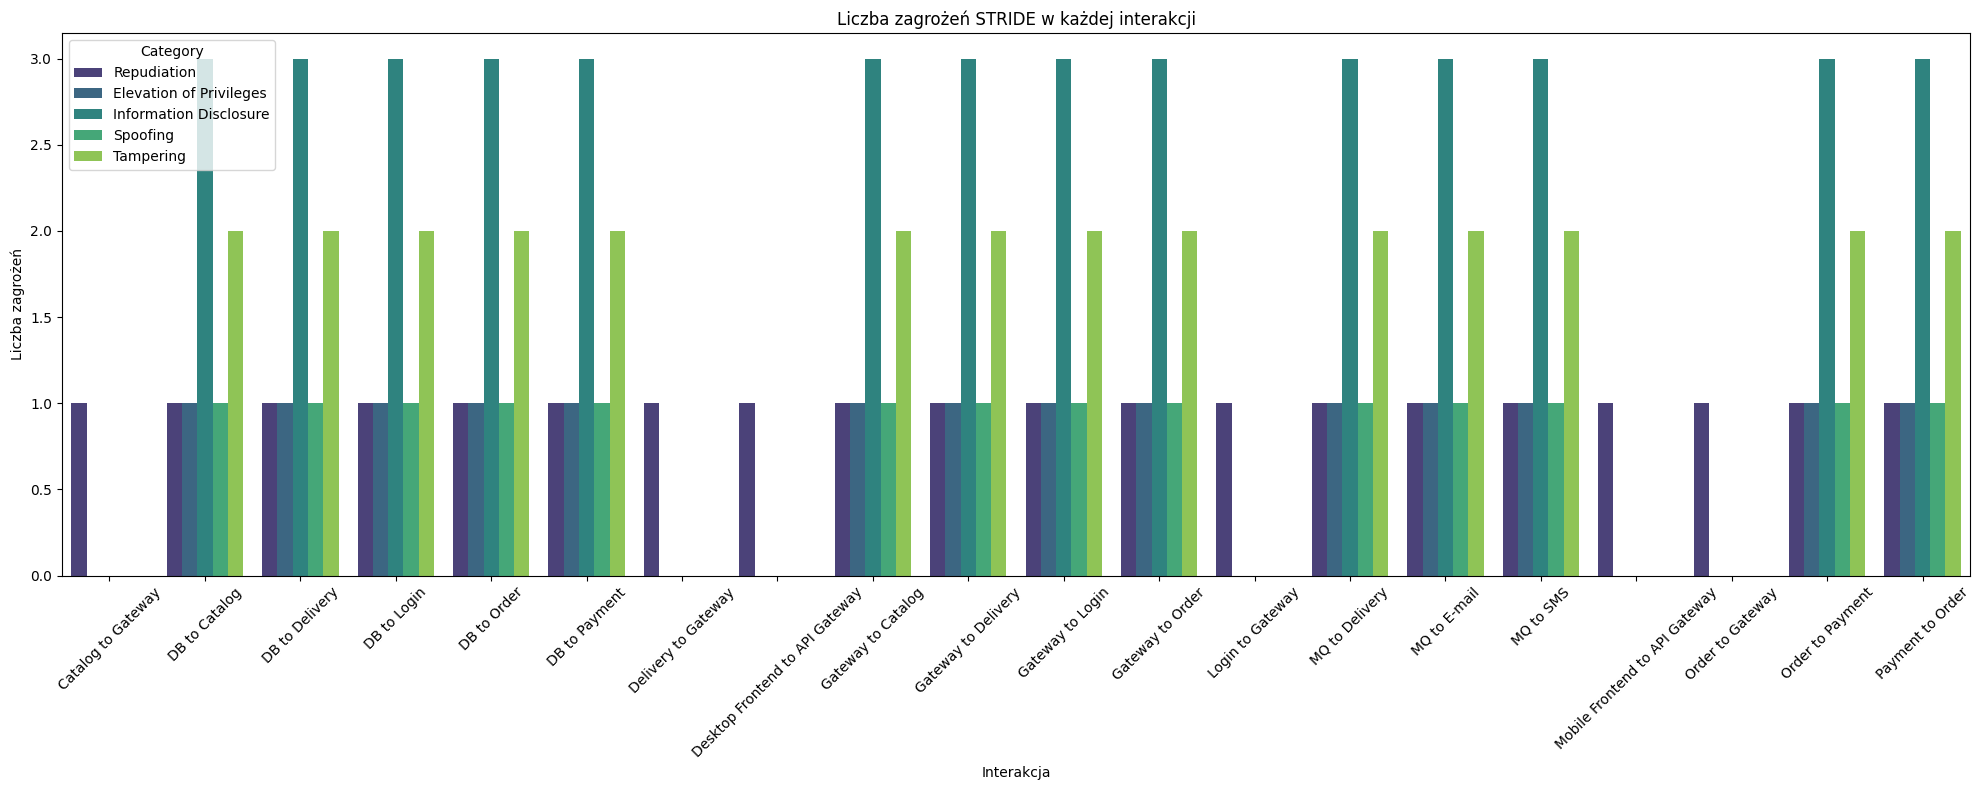 Liczba zagrożeń STRIDE w każdej interakcji
Category
Repudiation
Elevation of Privileges
Information Disclosure
Spoofing
Tampering
Liczba zagrożeń
3.0
2.5
2.0
1.5
1.0
0.5
0.0
Catalog to Gateway
DB to Catalog
DB to Delivery
DB to Login
DB to Order
DB to Payment
Delivery to Gateway
Desktop Frontend to API Gateway
Gateway to Catalog
Gateway to Delivery
Gateway to Login
Gateway to Order
Login to Gateway
MQ to Delivery
MQ to E-mail
MQ to SMS
Mobile Frontend to API Gateway
Order to Gateway
Order to Payment
Payment to Order
Interakcja